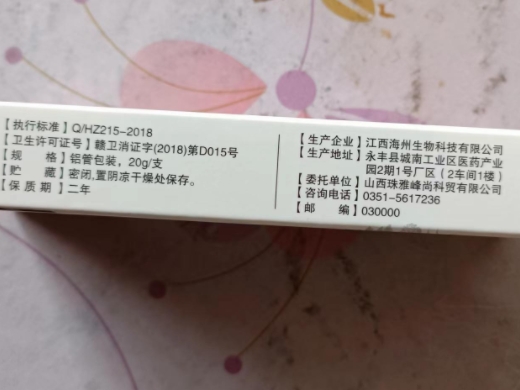 【执行标准】Q/HZ215-2018
【卫生许可证号】赣卫消证字(2018)第D015号
【规格】铝管包装，20g/支
【贮藏】密闭,置阴凉干燥处保存。
【保质期】二年
【生产企业】江西海州生物科技有限公司
【生产地址】永丰县城南工业区医药产业
园2期1号厂区（2车间1楼）
【委托单位】山西珠雅峰尚科贸有限公司
【咨询电话】0351-5617236
【邮编】030000